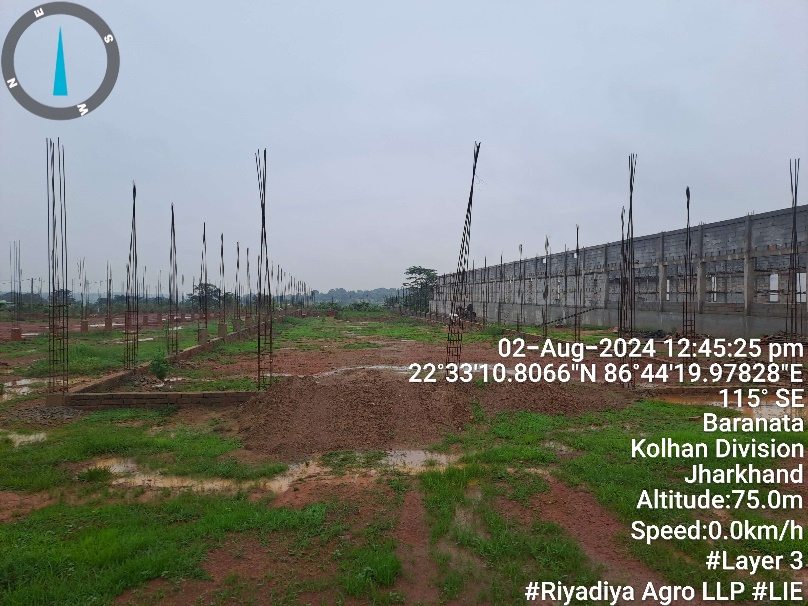 E
S
N
W
02-Aug-2024 12:45:25 pm
22°33'10.8066"N 86°44'19.97828"E
115° SE
Baranata
Kolhan Division
Jharkhand
Altitude:75.0m
Speed:0.0km/h
#Layer 3
#Riyadiya Agro LLP #LIE